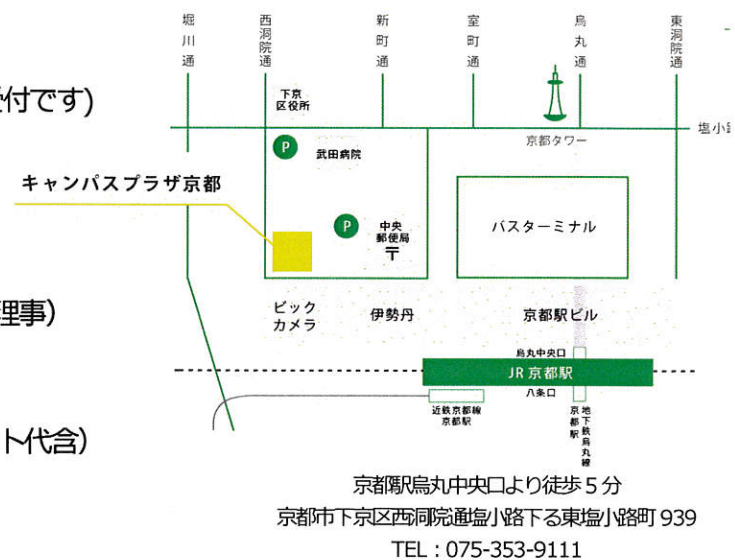 堀川通
西洞院通
新町通
室町通
烏丸通
東洞院通
付です)
下京
区役所
塩小
京都タワー
P
武田病院
キャンパスプラザ京都
P
中央
郵便局
〒
バスターミナル
理事)
ビック
カメラ
伊勢丹
京都駅ビル
烏丸中央口
JR 京都駅
八条口
近鉄京都線
京都駅
地下鉄烏丸線
京都駅
ト代含)
京都駅烏丸中央口より徒歩 5 分
京都市下京区西洞院通塩小路下る東塩小路町 939
TEL : 075-353-9111